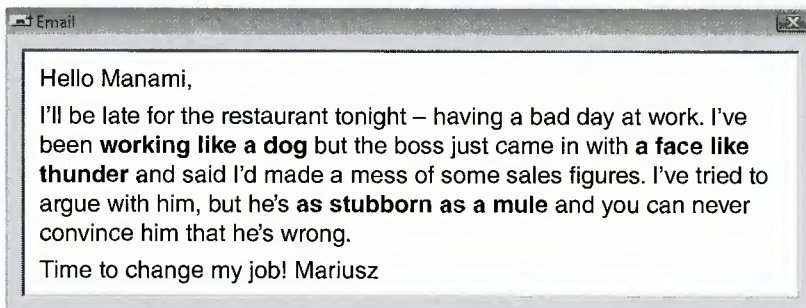 Email
Hello Manami,
I'll be late for the restaurant tonight – having a bad day at work. I've
been working like a dog but the boss just came in with a face like
thunder and said I'd made a mess of some sales figures. I've tried to
argue with him, but he's as stubborn as a mule and you can never
convince him that he's wrong.
Time to change my job! Mariusz